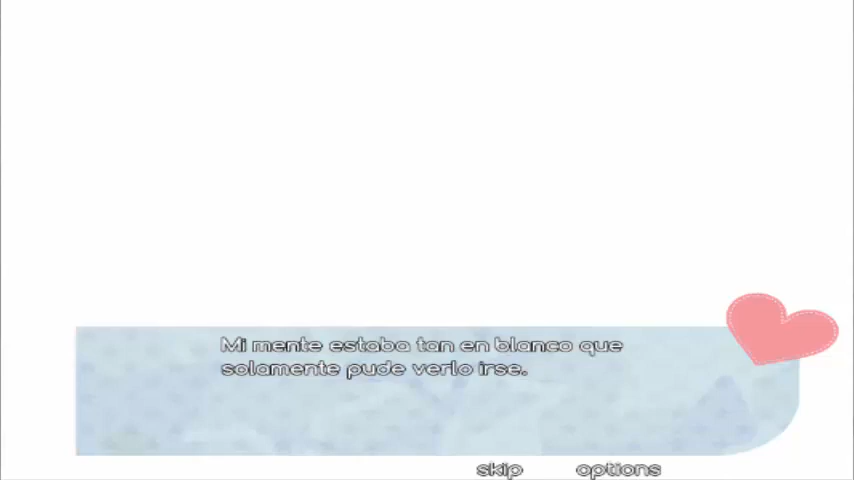 Mi mente estaba tan en blanco que
solamente pude verlo irse.
skip options